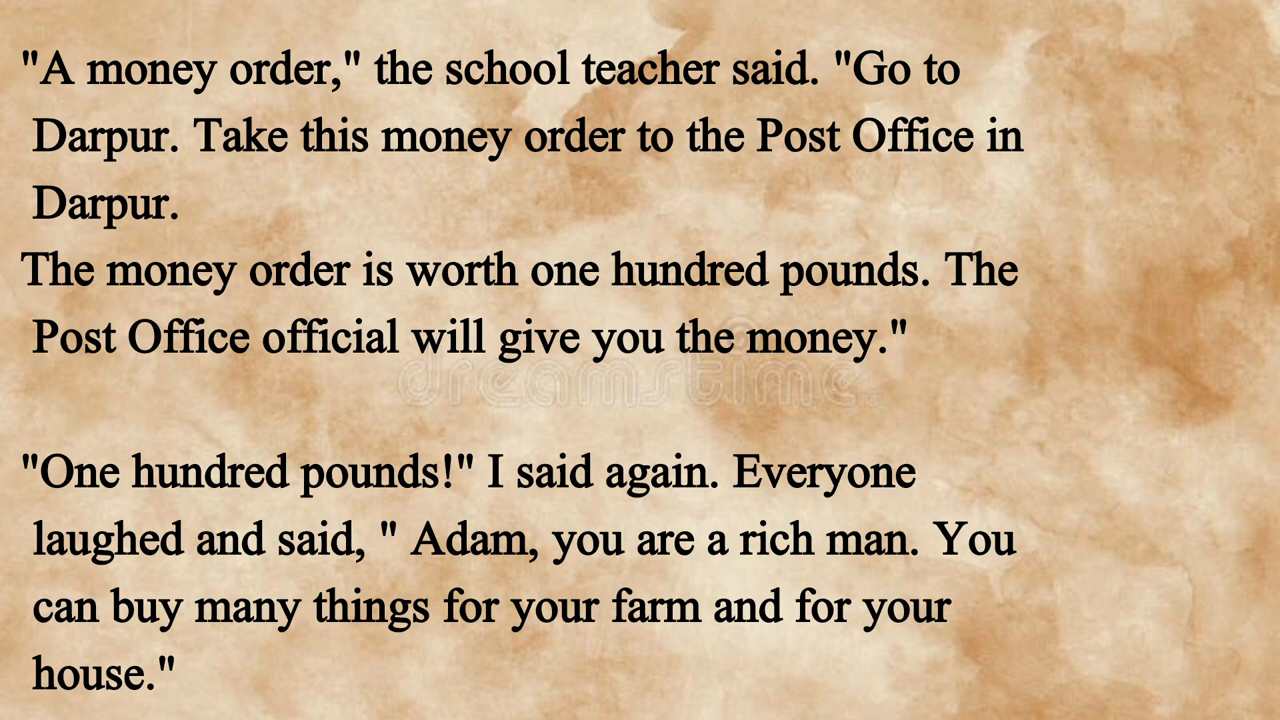 "A money order," the school teacher said. "Go to
Darpur. Take this money order to the Post Office in
Darpur.
The money order is worth one hundred pounds. The
Post Office official will give you the money."
dreamstime.
"One hundred pounds!" I said again. Everyone
laughed and said, " Adam, you are a rich man. You
can buy many things for your farm and for your
house."